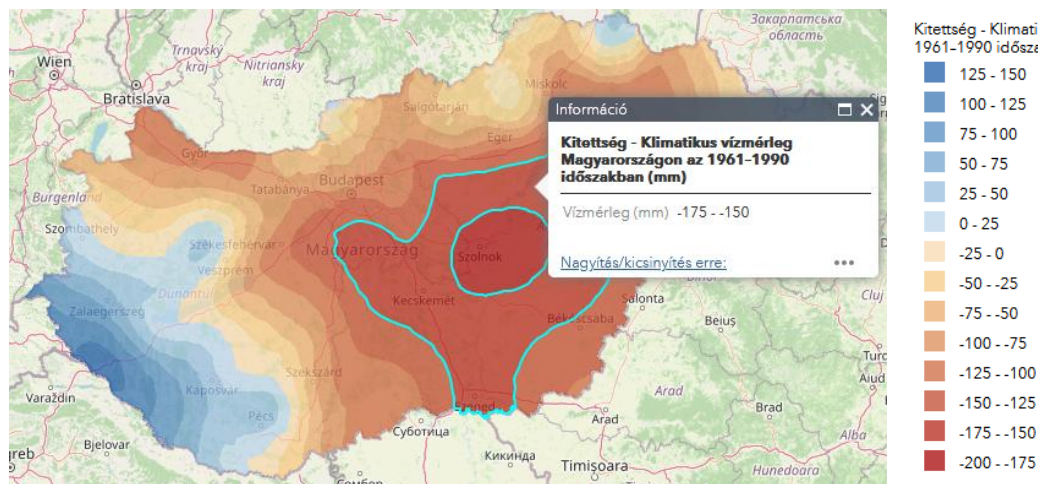 Wien
Trnavský
kraj
Nitriansky
kraj
Закарпатська
область
Bratislava
Miskolc
Salgótarján
Győr
Eger
Tatabánya
Budapest
Burgenland
Szombathely
Székesfehérvár
Magyarország
Veszprém
Szolnok
Dunántúl
Zalaegerszeg
Kecskemét
Békéscsaba
Salonta
Bihor
Cluj
Beiuș
Szekszárd
Kaposvár
Pécs
Szeged
Varaždin
Суботица
Arad
Arad
Brad
Aiud
Alba
Bjelovar
Кикинда
Timișoara
Hunedoara
Сомбор
Információ
Kitettség - Klimatikus vízmérleg
Magyarországon az 1961-1990
időszakban (mm)
Vízmérleg (mm) -175 - -150
Nagyítás/kicsinyítés erre:
•••
Kitettség - Klimati
1961-1990 idősza
125 - 150
100 - 125
75 - 100
50 - 75
25 - 50
0 - 25
-25 - 0
-50 - -25
-75 - -50
-100 - -75
-125 - -100
-150 - -125
-175 - -150
-200 - -175